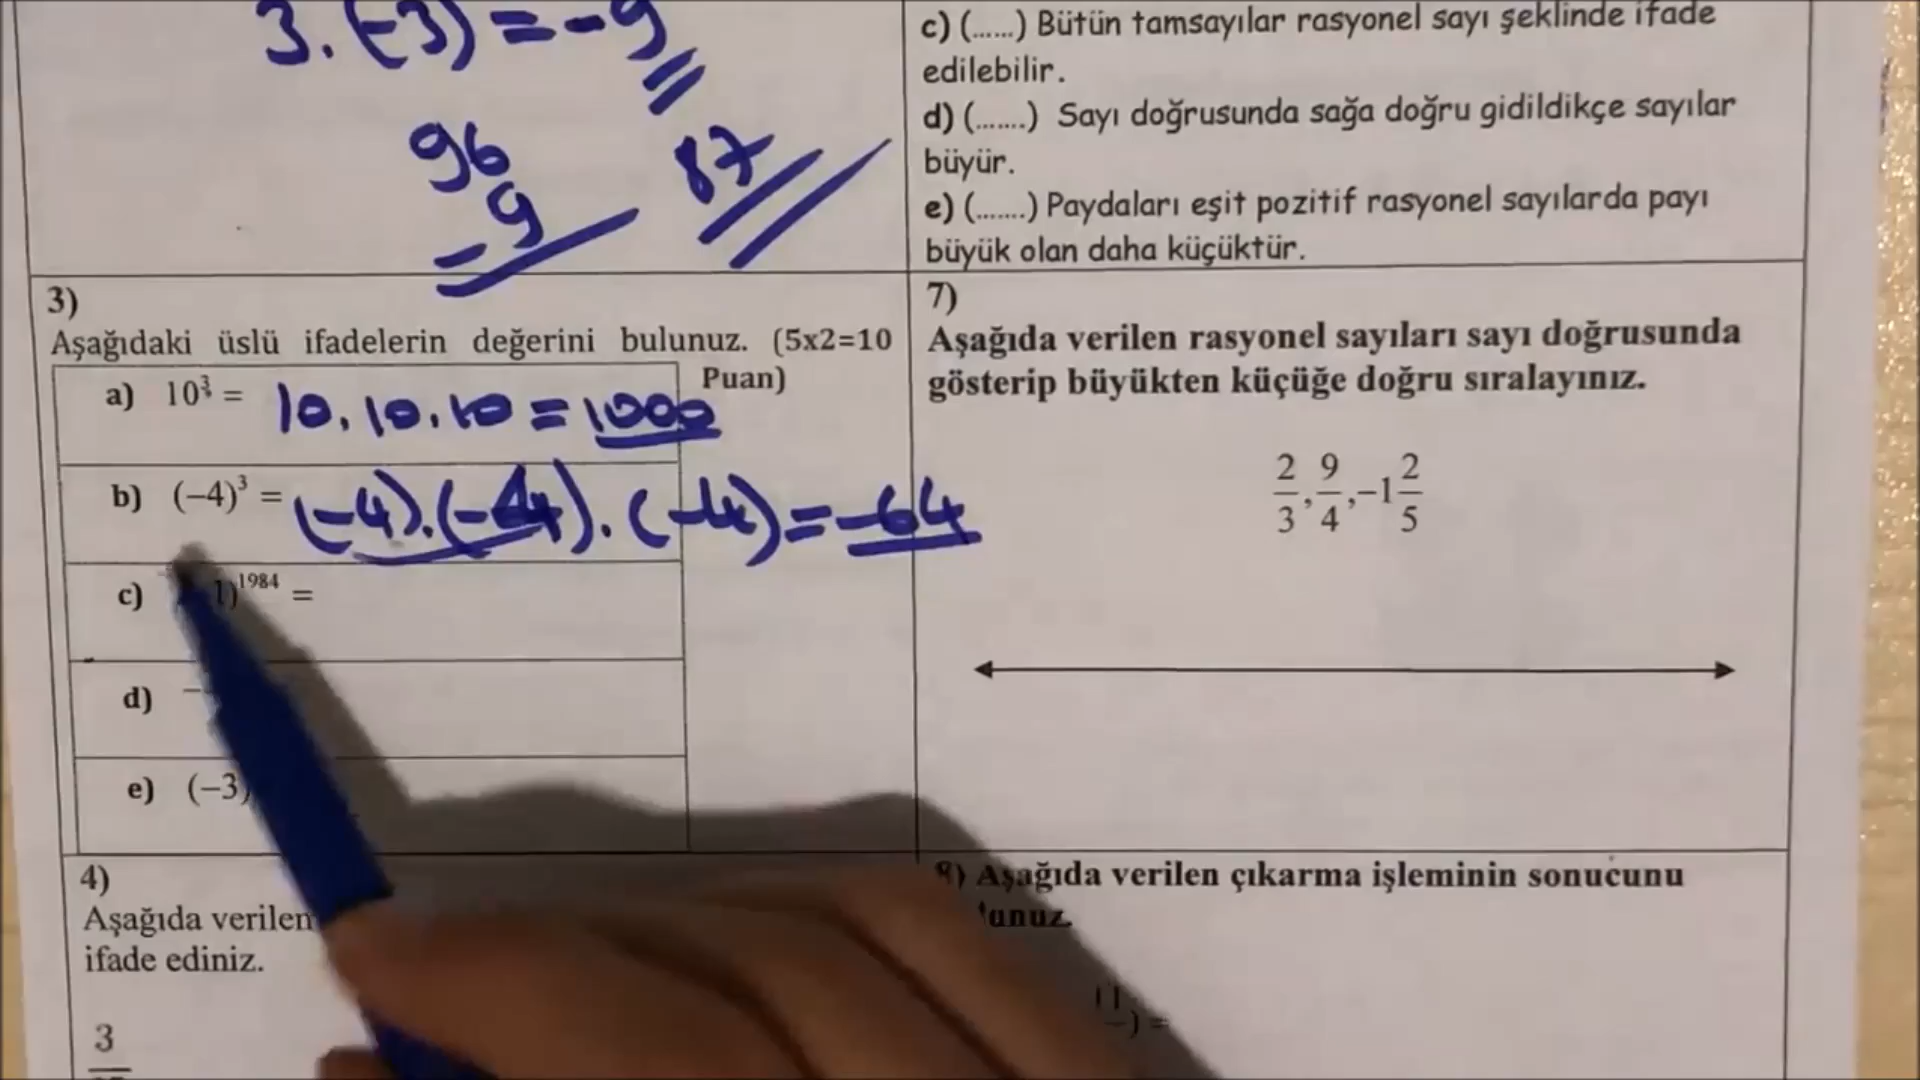 3.(-3)=-9
96
-9
87
c) (......) Bütün tamsayılar rasyonel sayı şeklinde ifade
edilebilir.
d) (.......) Sayı doğrusunda sağa doğru gidildikçe sayılar
büyür.
e) (.......) Paydaları eşit pozitif rasyonel sayılarda payı
büyük olan daha küçüktür.
3)
Aşağıdaki üslü ifadelerin değerini bulunuz. (5x2=10
Puan)
a) 10³ = 10.10.10=1000
b) (−4)³ = (-4).(-4).(-4)=-64
c) 1)¹⁹⁸⁴ =
d) −
e) (−3)
4)
Aşağıda verilen
ifade ediniz.
3
7)
Aşağıda verilen rasyonel sayıları sayı doğrusunda
gösterip büyükten küçüğe doğru sıralayınız.
2/3, 9/4, −1 2/5
8) Aşağıda verilen çıkarma işleminin sonucunu
) =